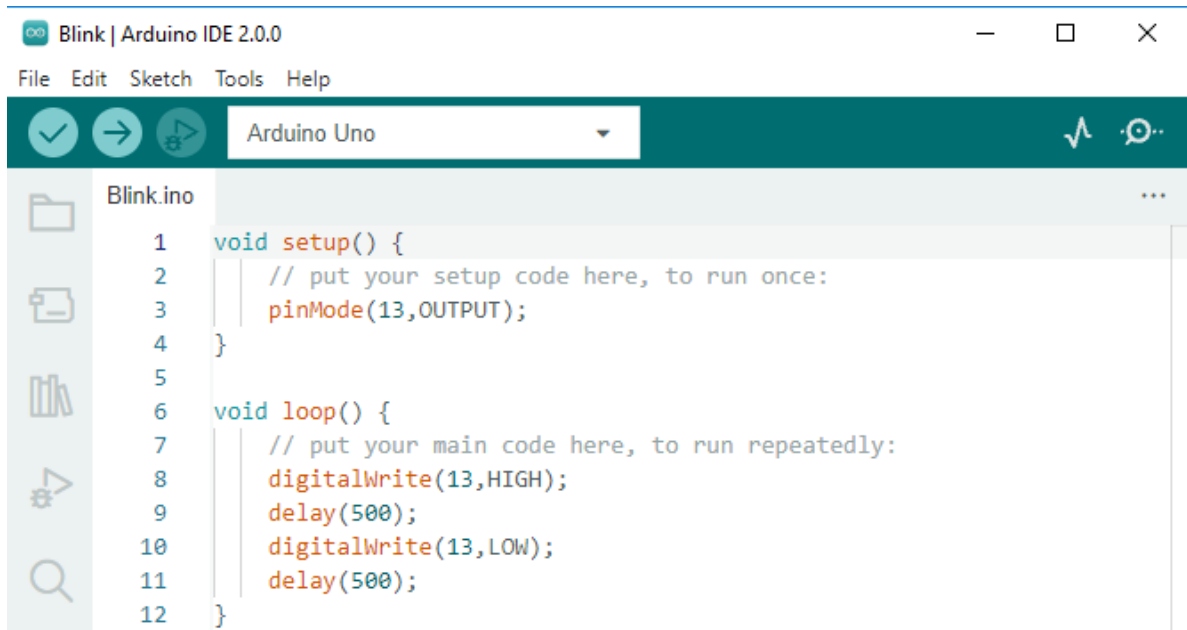 Blink | Arduino IDE 2.0.0
File Edit Sketch Tools Help
Arduino Uno
Blink.ino
1 void setup() {
2 // put your setup code here, to run once:
3 pinMode(13,OUTPUT);
4 }
5
6 void loop() {
7 // put your main code here, to run repeatedly:
8 digitalWrite(13,HIGH);
9 delay(500);
10 digitalWrite(13,LOW);
11 delay(500);
12 }